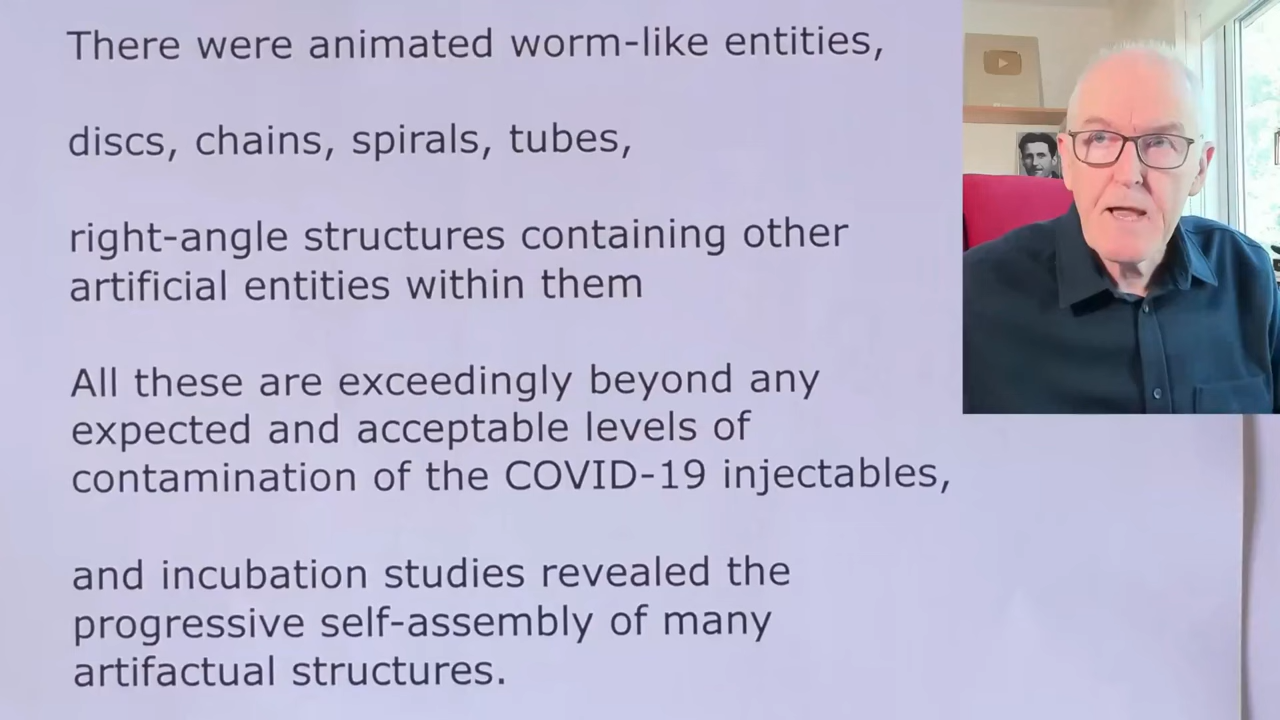 There were animated worm-like entities,
discs, chains, spirals, tubes,
right-angle structures containing other
artificial entities within them
All these are exceedingly beyond any
expected and acceptable levels of
contamination of the COVID-19 injectables,
and incubation studies revealed the
progressive self-assembly of many
artifactual structures.